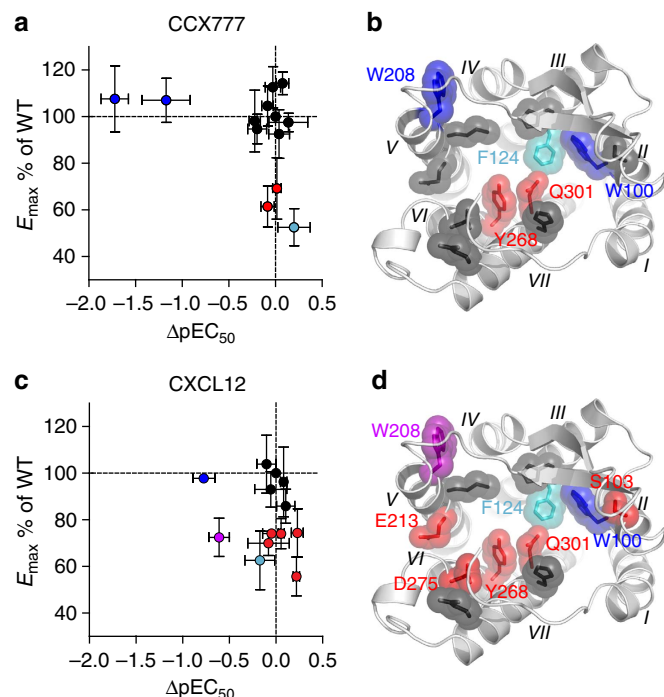 a
CCX777
E_max % of WT
120
100
80
60
40
−2.0 −1.5 −1.0 −0.5 0.0 0.5
ΔpEC50
b
W208
IV
III
V
II
F124
Q301
W100
VI
Y268
VII
I
c
CXCL12
E_max % of WT
120
100
80
60
40
−2.0 −1.5 −1.0 −0.5 0.0 0.5
ΔpEC50
d
W208
IV
III
S103
V
II
F124
E213
Q301
W100
VI
D275
Y268
VII
I